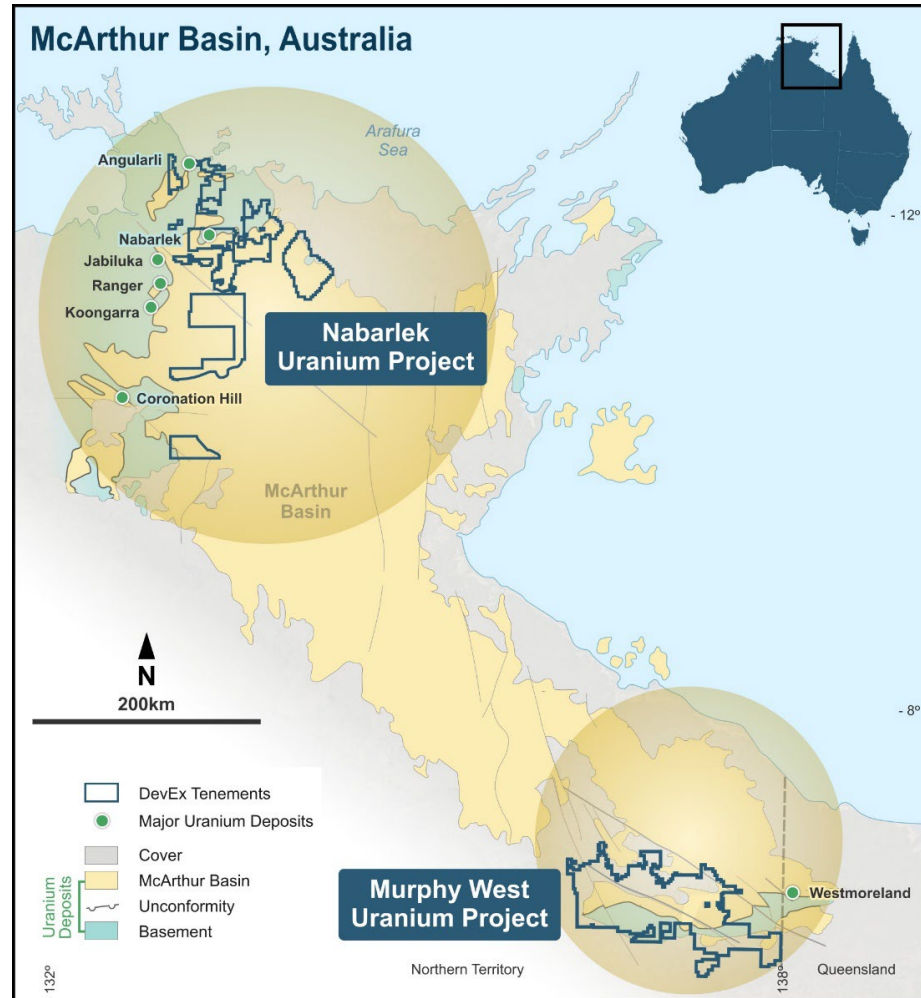 McArthur Basin, Australia
Arafura
Sea
Angularli
- 12º
Nabarlek
Jabiluka
Ranger
Koongarra
Nabarlek
Uranium Project
Coronation Hill
McArthur
Basin
N
200km
- 8º
DevEx Tenements
Major Uranium Deposits
Cover
McArthur Basin
Unconformity
Basement
Uranium
Deposits
Murphy West
Uranium Project
Westmoreland
132º
Northern Territory
138º
Queensland